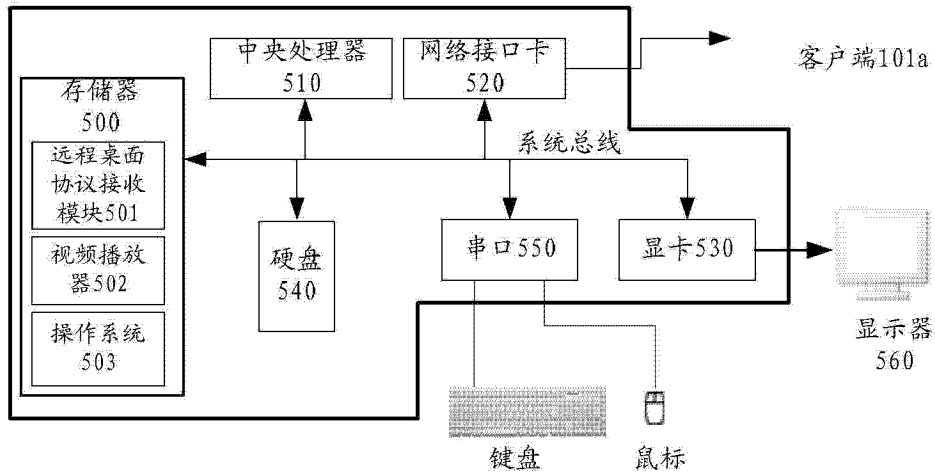 中央处理器
510
网络接口卡
520
客户端101a
存储器
500
系统总线
远程桌面
协议接收
模块501
视频播放
器502
操作系统
503
硬盘
540
串口550
显卡530
显示器
560
键盘
鼠标